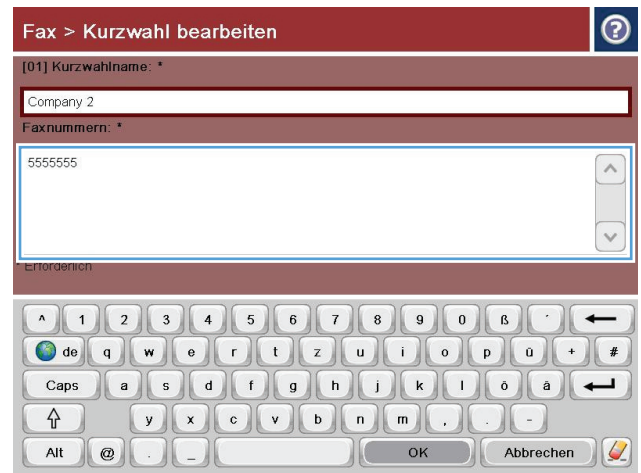 Fax > Kurzwahl bearbeiten
?
[01] Kurzwahlname: *
Company 2
Faxnummern: *
5555555
* Erforderlich
^ 1 2 3 4 5 6 7 8 9 0 ß ´
de q w e r t z u i o p ü + #
Caps a s d f g h j k l ö ä
y x c v b n m , . -
Alt @ . _ OK Abbrechen